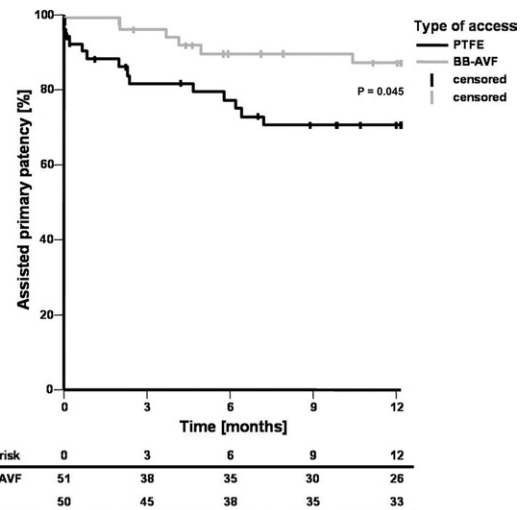 Type of access
PTFE
BB-AVF
censored
censored
P = 0.045
Assisted primary patency [%]
100
80
60
40
20
0
0 3 6 9 12
Time [months]
risk 0 3 6 9 12
AVF 51 38 35 30 26
50 45 38 35 33